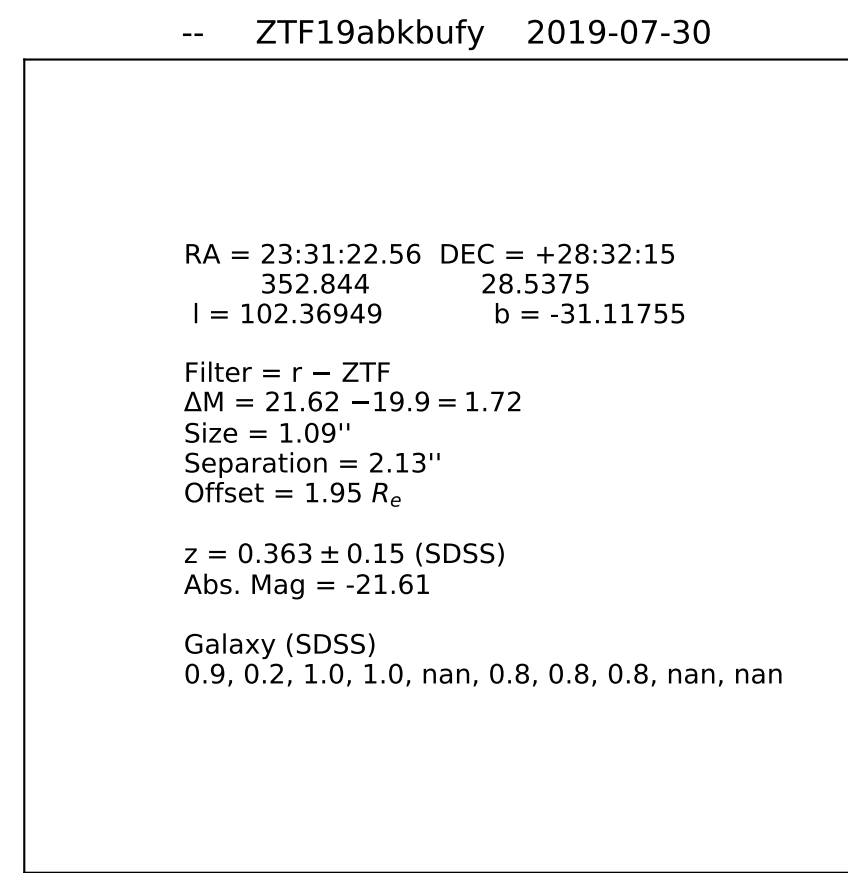 -- ZTF19abkbufy 2019-07-30
RA = 23:31:22.56 DEC = +28:32:15
352.844 28.5375
l = 102.36949 b = -31.11755
Filter = r − ZTF
ΔM = 21.62 −19.9 = 1.72
Size = 1.09''
Separation = 2.13''
Offset = 1.95 Re
z = 0.363 ± 0.15 (SDSS)
Abs. Mag = -21.61
Galaxy (SDSS)
0.9, 0.2, 1.0, 1.0, nan, 0.8, 0.8, 0.8, nan, nan